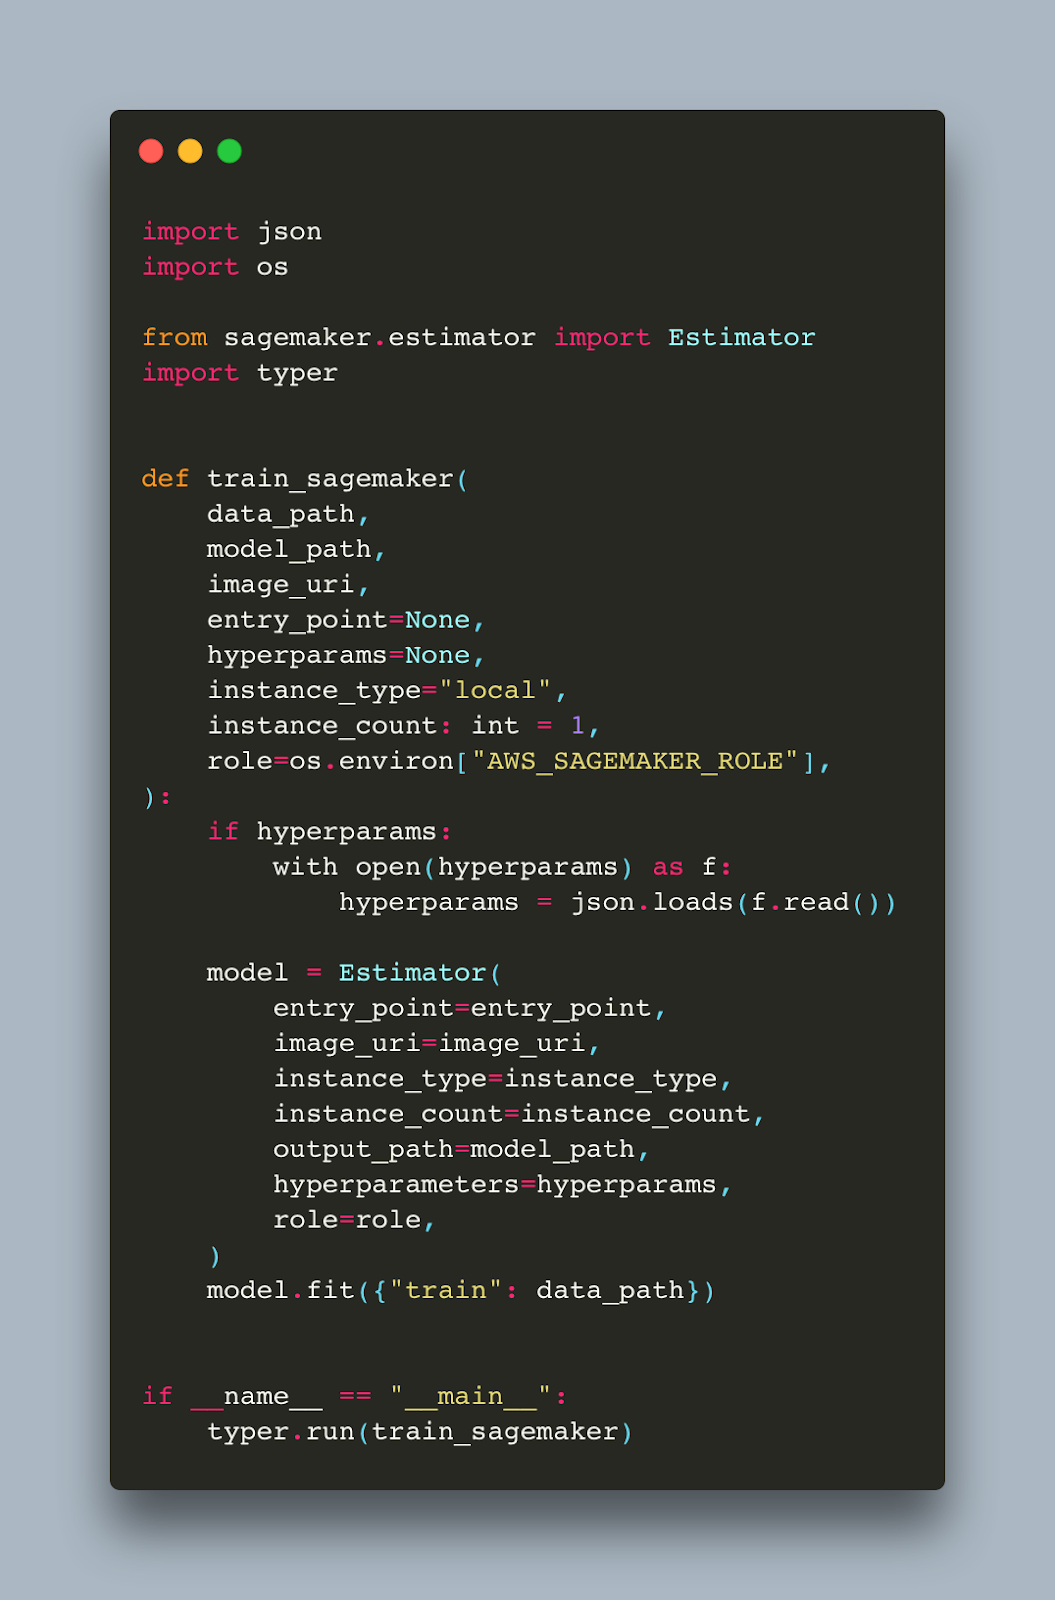 import json
import os

from sagemaker.estimator import Estimator
import typer


def train_sagemaker(
    data_path,
    model_path,
    image_uri,
    entry_point=None,
    hyperparams=None,
    instance_type="local",
    instance_count: int = 1,
    role=os.environ["AWS_SAGEMAKER_ROLE"],
):
    if hyperparams:
        with open(hyperparams) as f:
            hyperparams = json.loads(f.read())

    model = Estimator(
        entry_point=entry_point,
        image_uri=image_uri,
        instance_type=instance_type,
        instance_count=instance_count,
        output_path=model_path,
        hyperparameters=hyperparams,
        role=role,
    )
    model.fit({"train": data_path})


if __name__ == "__main__":
    typer.run(train_sagemaker)